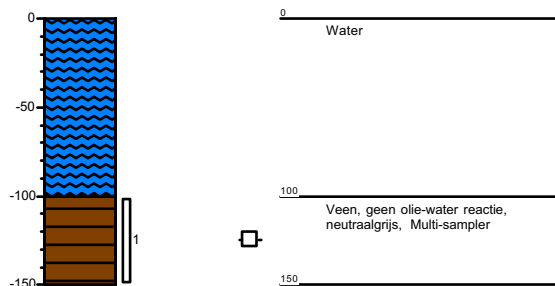 0
-50
-100
-150
1
0
Water
100
Veen, geen olie-water reactie,
neutraalgrijs, Multi-sampler
150